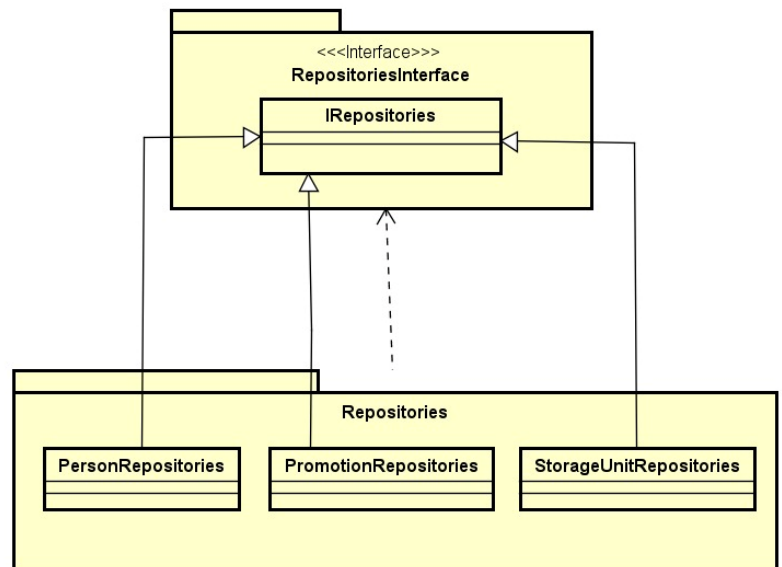 <<<Interface>>>
RepositoriesInterface
IRepositories
Repositories
PersonRepositories
PromotionRepositories
StorageUnitRepositories